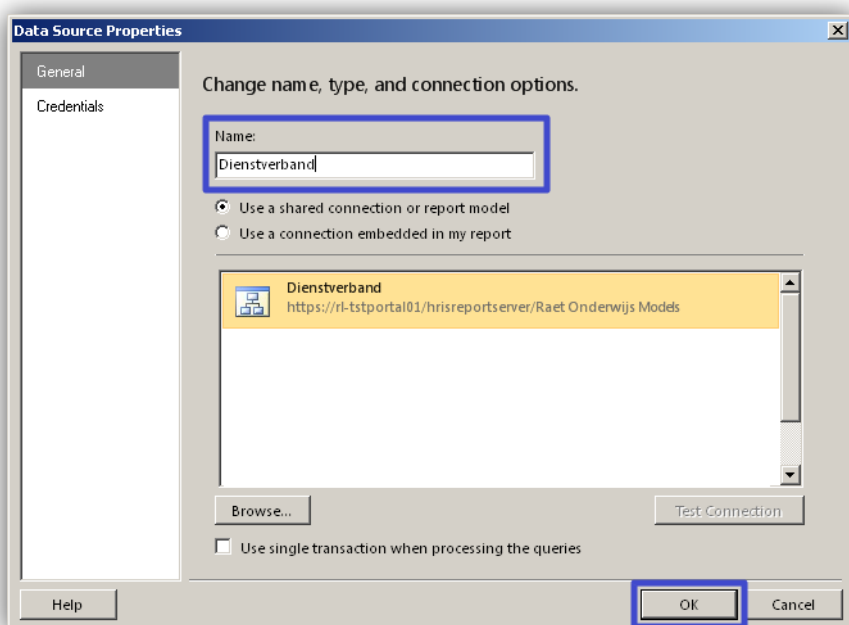 Data Source Properties
General
Credentials
Change name, type, and connection options.
Name:
Dienstverband
Use a shared connection or report model
Use a connection embedded in my report
Dienstverband
https://rl-tstportal01/hrisreportserver/Raet Onderwijs Models
Browse...
Test Connection
Use single transaction when processing the queries
Help
OK
Cancel